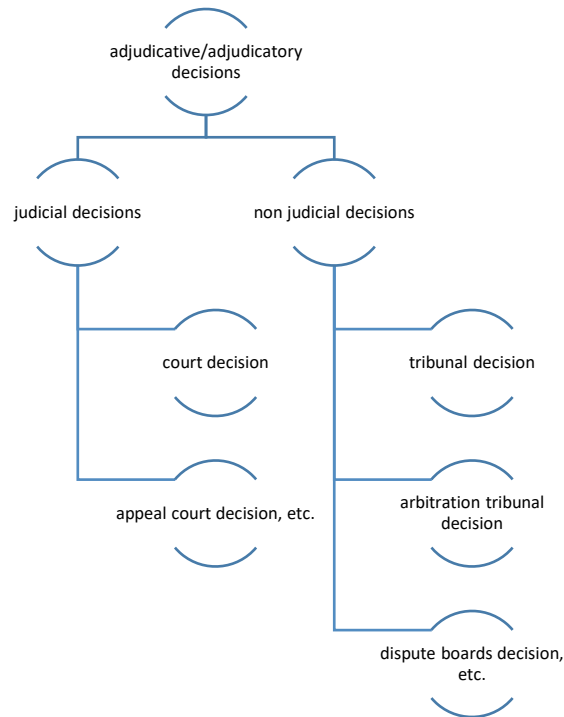 adjudicative/adjudicatory
decisions
judicial decisions
non judicial decisions
court decision
tribunal decision
appeal court decision, etc.
arbitration tribunal
decision
dispute boards decision,
etc.